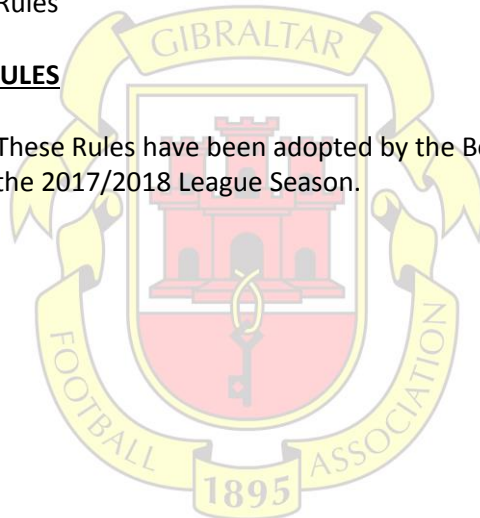 Rules
GIBRALTAR
ULES
These Rules have been adopted by the B
the 2017/2018 League Season.
FOOTBALL
ASSOCIATION
1895